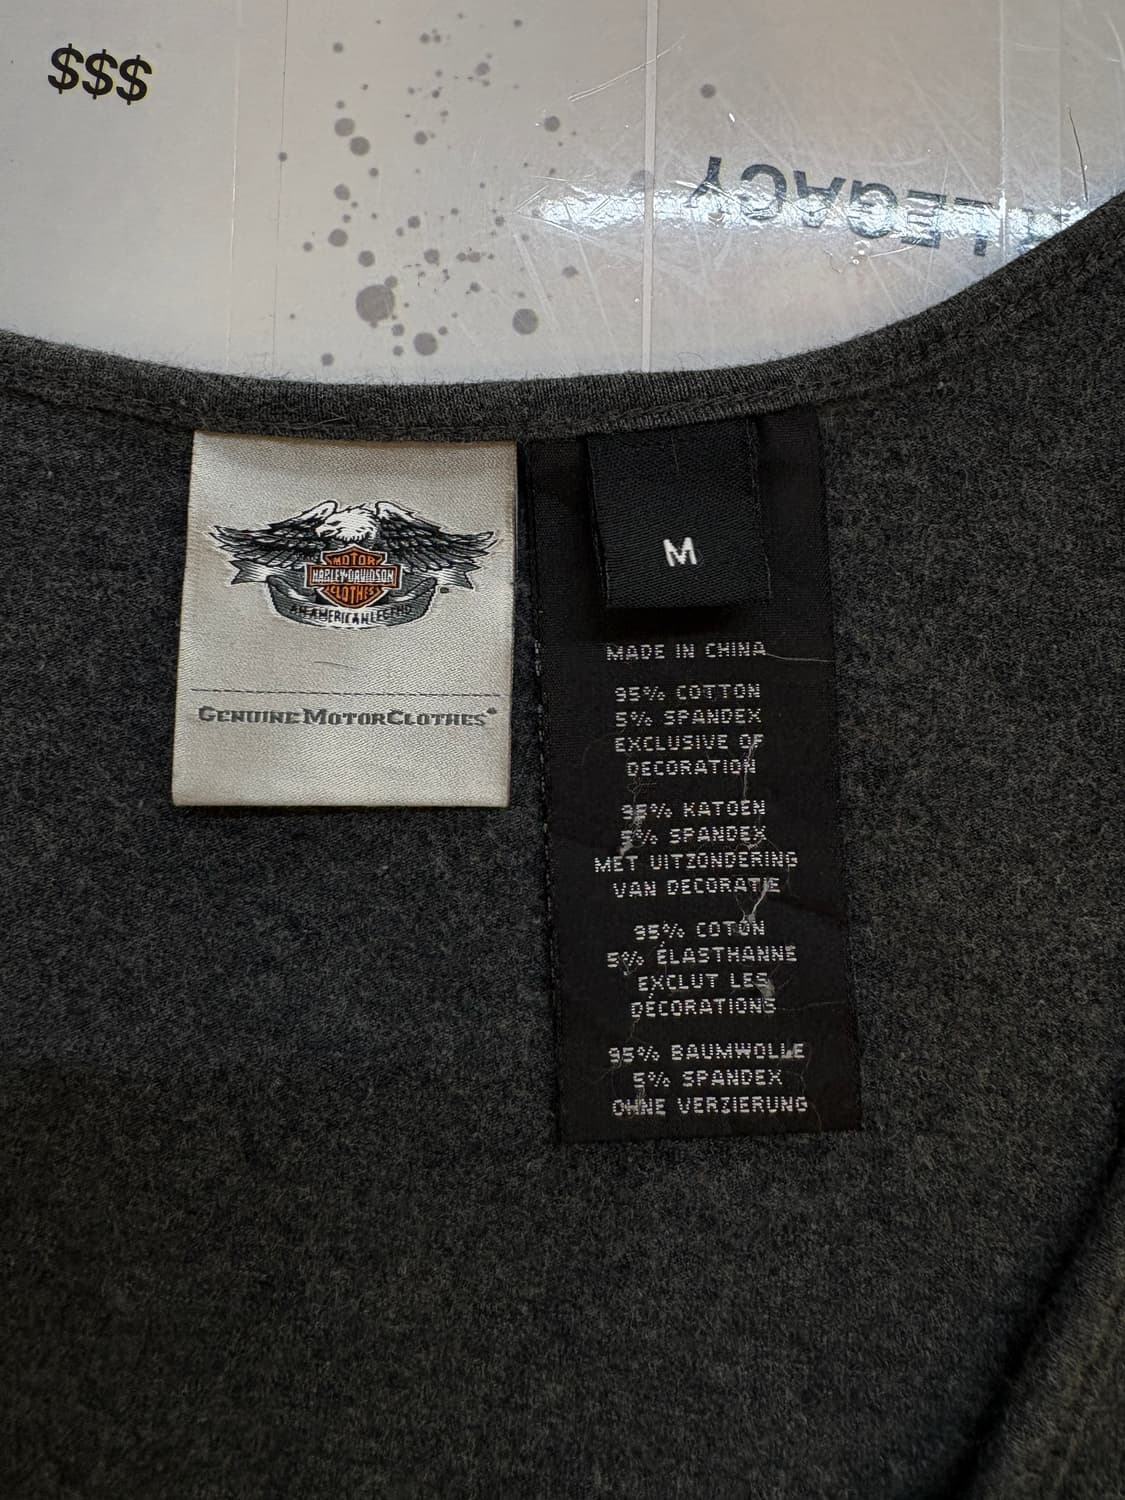 $$$
LEGACY
MOTOR
HARLEY-DAVIDSON
CLOTHES
AN AMERICAN LEGEND
GENUINE MOTORCLOTHES®
M
MADE IN CHINA
95% COTTON
5% SPANDEX
EXCLUSIVE OF
DECORATION
95% KATOEN
5% SPANDEX
MET UITZONDERING
VAN DECORATIE
95% COTON
5% ÉLASTHANNE
EXCLUT LES
DÉCORATIONS
95% BAUMWOLLE
5% SPANDEX
OHNE VERZIERUNG